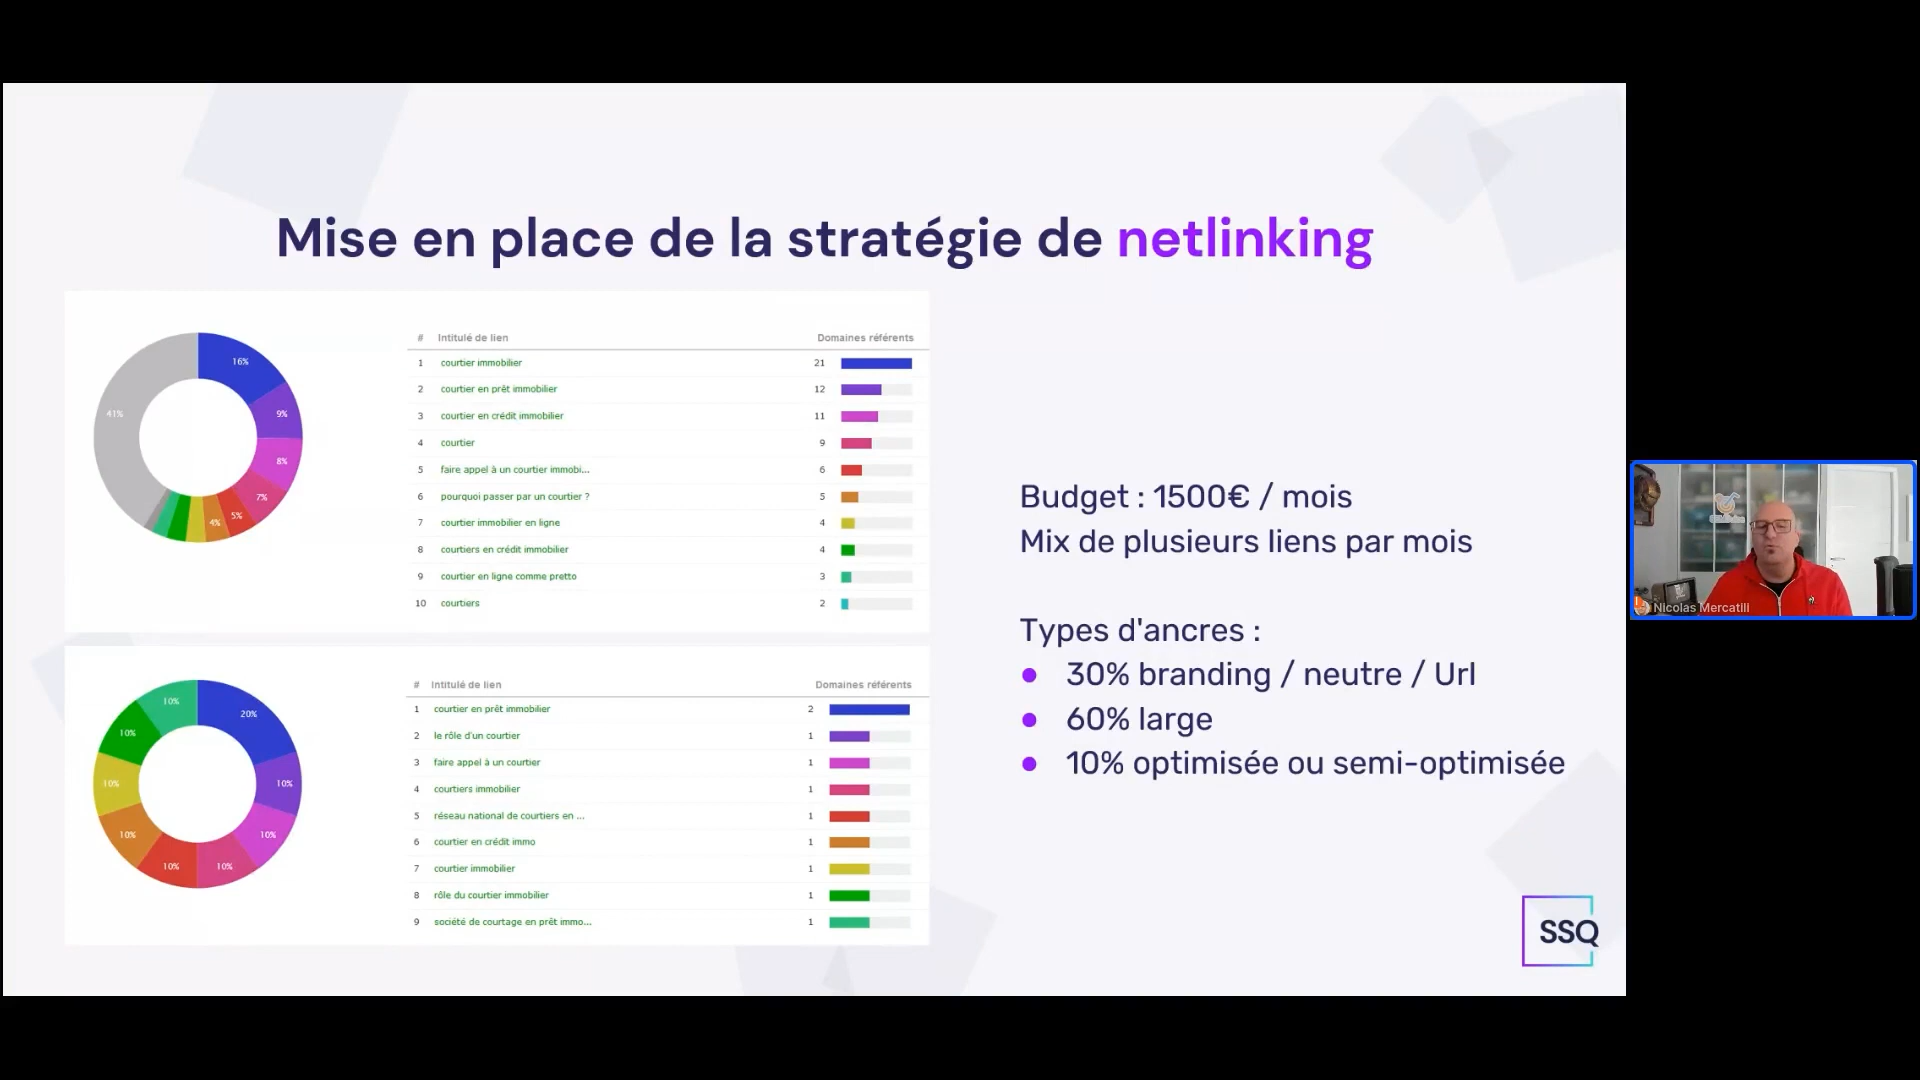 Mise en place de la stratégie de netlinking
# Intitulé de lien Domaines référents
1 courtier immobilier 21
2 courtier en prêt immobilier 12
3 courtier en crédit immobilier 11
4 courtier 9
5 faire appel à un courtier immobi... 6
6 pourquoi passer par un courtier ? 5
7 courtier immobilier en ligne 4
8 courtiers en crédit immobilier 4
9 courtier en ligne comme pretto 3
10 courtiers 2
16%
9%
8%
7%
5%
4%
41%
# Intitulé de lien Domaines référents
1 courtier en prêt immobilier 2
2 le rôle d'un courtier 1
3 faire appel à un courtier 1
4 courtiers immobilier 1
5 réseau national de courtiers en ... 1
6 courtier en crédit immo 1
7 courtier immobilier 1
8 rôle du courtier immobilier 1
9 société de courtage en prêt immo... 1
20%
10%
10%
10%
10%
10%
10%
10%
10%
Budget : 1500€ / mois
Mix de plusieurs liens par mois
Types d'ancres :
● 30% branding / neutre / Url
● 60% large
● 10% optimisée ou semi-optimisée
SSQ
Nicolas Mercatili